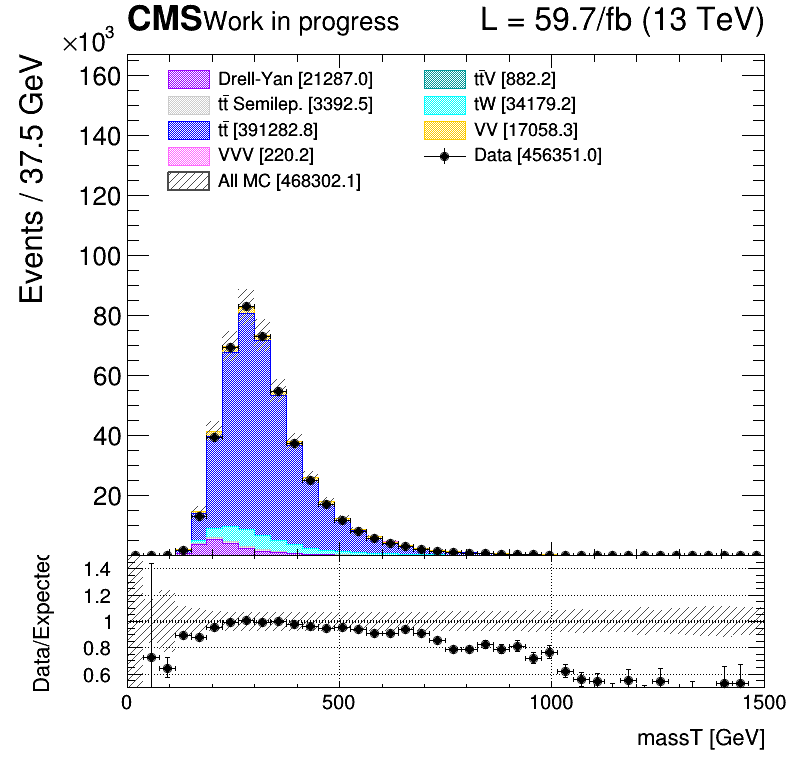 CMS Work in progress L = 59.7/fb (13 TeV)
×10³
Events / 37.5 GeV
160
140
120
100
80
60
40
20
Drell-Yan [21287.0]
tt̄ Semilep. [3392.5]
tt̄ [391282.8]
VVV [220.2]
All MC [468302.1]
tt̄V [882.2]
tW [34179.2]
VV [17058.3]
Data [456351.0]
Data/Expected
1.4
1.2
1
0.8
0.6
0 500 1000 1500
massT [GeV]